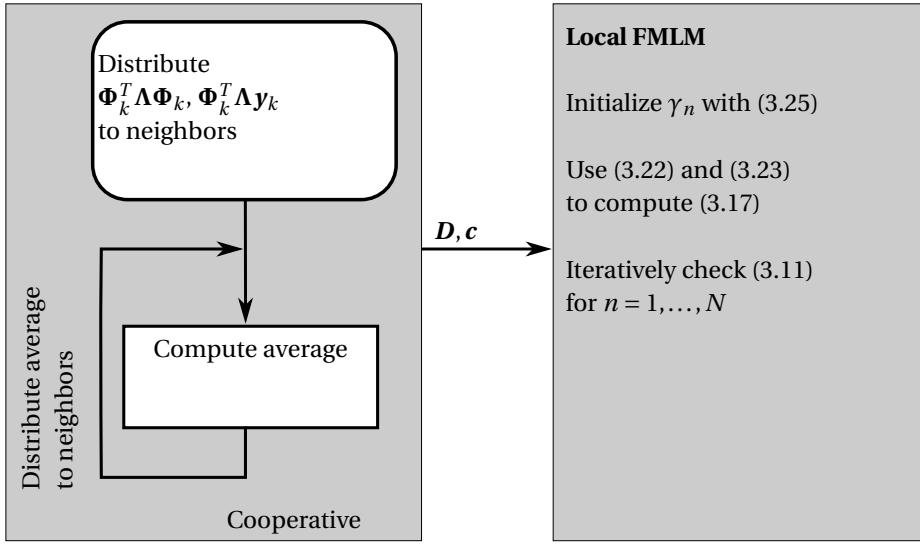 Distribute
Φ_k^T ΛΦ_k, Φ_k^T Λy_k
to neighbors
Compute average
Distribute average
to neighbors
Cooperative
D, c
Local FMLM
Initialize γ_n with (3.25)
Use (3.22) and (3.23)
to compute (3.17)
Iteratively check (3.11)
for n = 1,..., N